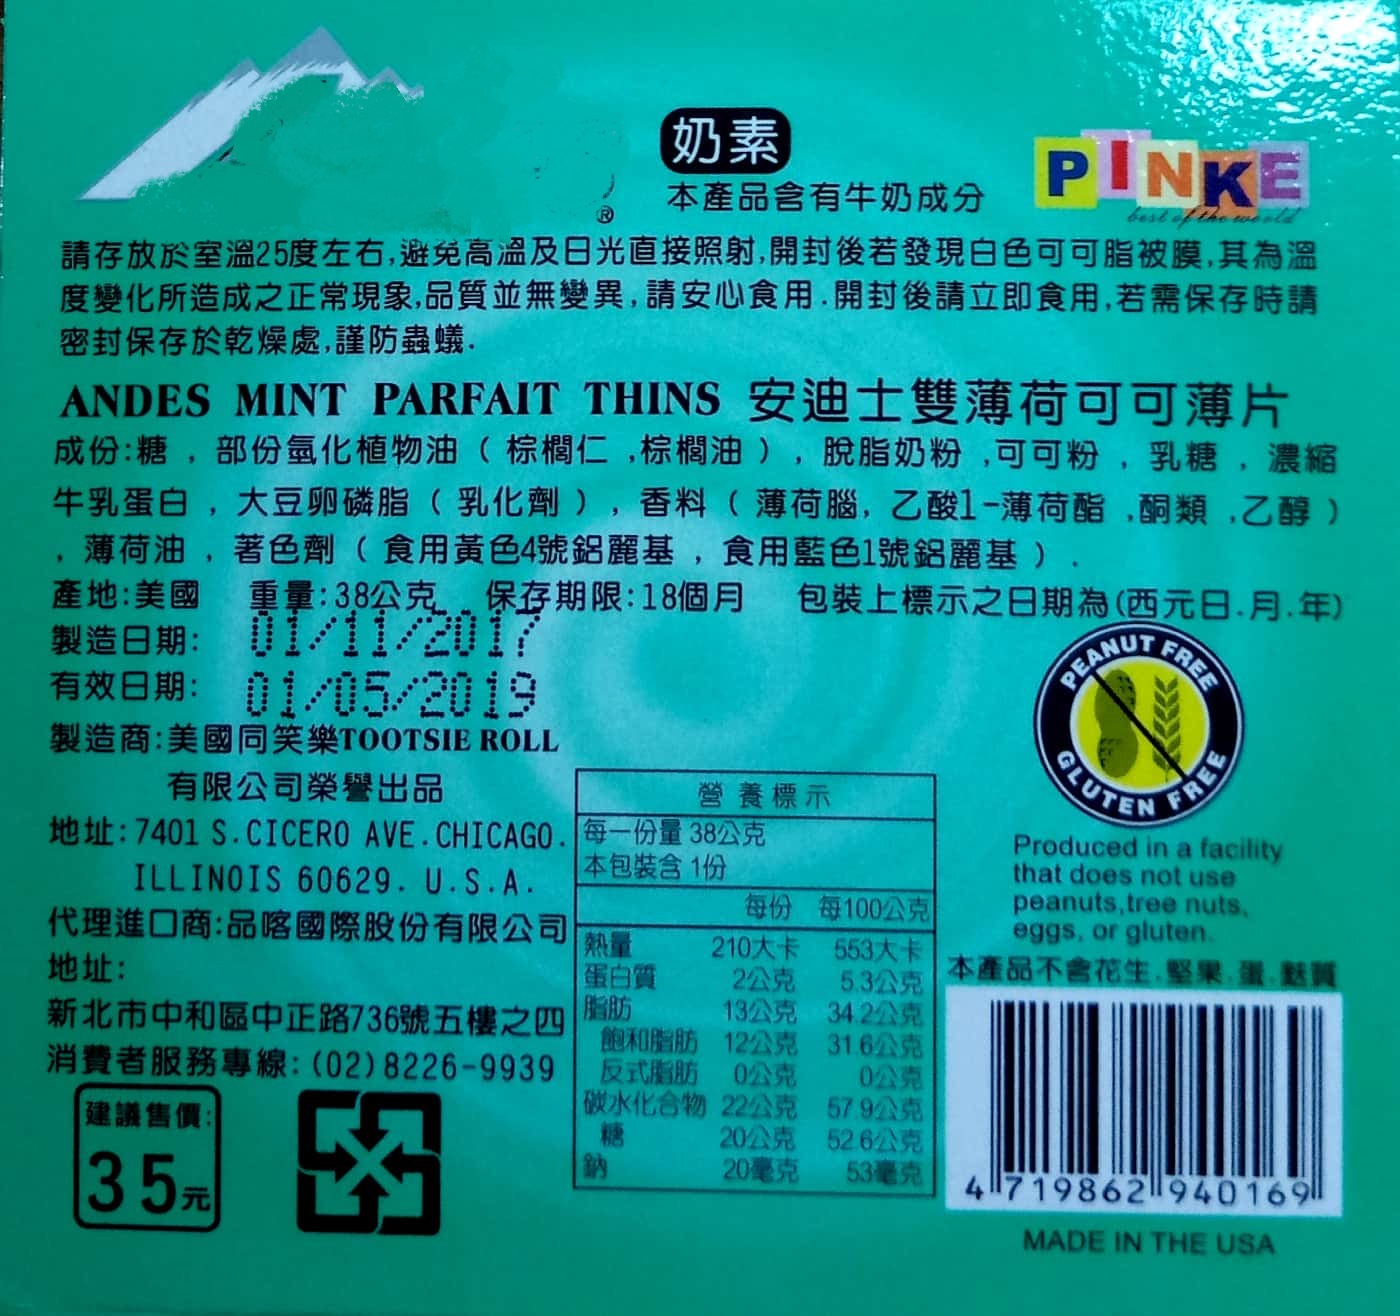 奶素
本產品含有牛奶成分
PINKE
best of the world
®
請存放於室溫25度左右,避免高溫及日光直接照射,開封後若發現白色可可脂被膜,其為溫
度變化所造成之正常現象,品質並無變異,請安心食用.開封後請立即食用,若需保存時請
密封保存於乾燥處,謹防蟲蟻.
ANDES MINT PARFAIT THINS 安迪士雙薄荷可可薄片
成份:糖，部份氫化植物油（棕櫚仁,棕櫚油），脫脂奶粉,可可粉，乳糖，濃縮
牛乳蛋白，大豆卵磷脂（乳化劑），香料（薄荷腦,乙酸1-薄荷酯,酮類,乙醇）
，薄荷油，著色劑（食用黃色4號鋁麗基，食用藍色1號鋁麗基）.
產地:美國 重量:38公克 保存期限:18個月 包裝上標示之日期為(西元日.月.年)
製造日期: 01/11/2017
有效日期: 01/05/2019
製造商:美國同笑樂TOOTSIE ROLL
有限公司榮譽出品
地址:7401 S.CICERO AVE.CHICAGO.
ILLINOIS 60629. U.S.A.
代理進口商:品喀國際股份有限公司
地址:
新北市中和區中正路736號五樓之四
消費者服務專線:(02)8226-9939
建議售價:
35元
營養標示
每一份量 38公克
本包裝含 1份
每份 每100公克
熱量 210大卡 553大卡
蛋白質 2公克 5.3公克
脂肪 13公克 34.2公克
飽和脂肪 12公克 31.6公克
反式脂肪 0公克 0公克
碳水化合物 22公克 57.9公克
糖 20公克 52.6公克
鈉 20毫克 53毫克
PEANUT FREE
GLUTEN FREE
Produced in a facility
that does not use
peanuts,tree nuts,
eggs, or gluten.
本產品不含花生.堅果.蛋.麩質
4 719862 940169
MADE IN THE USA